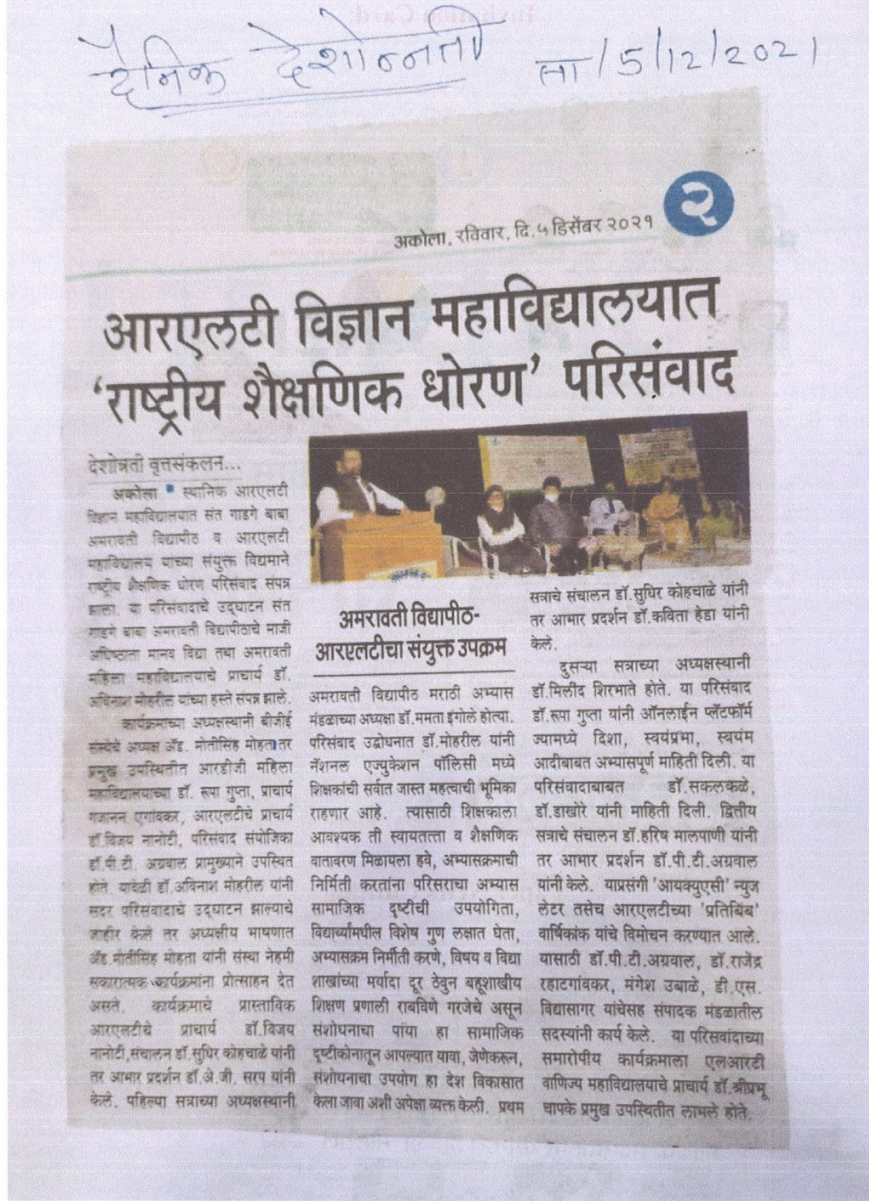 दैनिक देशोन्नती ता/5/12/2021
अकोला, रविवार, दि.५ डिसेंबर २०२१ २
आरएलटी विज्ञान महाविद्यालयात
'राष्ट्रीय शैक्षणिक धोरण' परिसंवाद
देशोन्नती वृत्तसंकलन...
अकोला स्थानिक आरएलटी
विज्ञान महाविद्यालयात संत गाडगे बाबा
अमरावती विद्यापीठ व आरएलटी
महाविद्यालय यांच्या संयुक्त विद्यमाने
राष्ट्रीय शैक्षणिक धोरण परिसंवाद संपन्न
झाला. या परिसंवादाचे उद्घाटन संत
गाडगे बाबा अमरावती विद्यापीठाचे माजी
अधिष्ठाता मानव विद्या तथा अमरावती
महिला महाविद्यालयाचे प्राचार्य डॉ.
अविनाश मोहरील यांच्या हस्ते संपन्न झाले.
कार्यक्रमाच्या अध्यक्षस्थानी बीजीई
संस्थेचे अध्यक्ष अॅड. मोतीसिंह मोहता तर
प्रमुख उपस्थितीत आरडीजी महिला
महाविद्यालयाच्या डॉ. रूपा गुप्ता, प्राचार्य
गजानन एगांवकर, आरएलटीचे प्राचार्य
डॉ.विजय नानोटी, परिसंवाद संयोजिका
डॉ.पी.टी. अग्रवाल प्रामुख्याने उपस्थित
होते. यावेळी डॉ.अविनाश मोहरील यांनी
सदर परिसंवादाचे उद्घाटन झाल्याचे
जाहीर केले तर अध्यक्षीय भाषणात
अॅड मोतीसिंह मोहता यांनी संस्था नेहमी
सकारात्मक कार्यक्रमांना प्रोत्साहन देत
असते. कार्यक्रमाचे प्रास्ताविक
आरएलटीचे प्राचार्य डॉ.विजय
नानोटी,संचालन डॉ.सुधिर कोहचाळे यांनी
तर आभार प्रदर्शन डॉ.अे.जी. सरप यांनी
केले. पहिल्या सत्राच्या अध्यक्षस्थानी
अमरावती विद्यापीठ-
आरएलटीचा संयुक्त उपक्रम
अमरावती विद्यापीठ मराठी अभ्यास
मंडळाच्या अध्यक्षा डॉ.ममता इंगोले होत्या.
परिसंवाद उद्बोधनात डॉ.मोहरील यांनी
नॅशनल एज्युकेशन पॉलिसी मध्ये
शिक्षकांची सर्वात जास्त महत्वाची भूमिका
राहणार आहे. त्यासाठी शिक्षकाला
आवश्यक ती स्वायतत्ता व शैक्षणिक
वातावरण मिळायला हवे, अभ्यासक्रमाची
निर्मिती करतांना परिसराचा अभ्यास
सामाजिक दृष्टीची उपयोगिता,
विद्यार्थ्यांमधील विशेष गुण लक्षात घेता,
अभ्यासक्रम निर्मीती करणे, विषय व विद्या
शाखांच्या मर्यादा दूर ठेवुन बहूशाखीय
शिक्षण प्रणाली राबविणे गरजेचे असून
संशोधनाचा पांया हा सामाजिक
दृष्टीकोनातून आपल्यात यावा, जेणेकरून,
संशोधनाचा उपयोग हा देश विकासात
केला जावा अशी अपेक्षा व्यक्त केली. प्रथम
सत्राचे संचालन डॉ.सुधिर कोहचाळे यांनी
तर आभार प्रदर्शन डॉ.कविता हेडा यांनी
केले.
दुसऱ्या सत्राच्या अध्यक्षस्थानी
डॉ.मिलीद शिरभाते होते. या परिसंवाद
डॉ.रूपा गुप्ता यांनी ऑनलाईन प्लॅटफॉर्म
ज्यामध्ये दिशा, स्वयंप्रभा, स्वयंम
आदीबाबत अभ्यासपूर्ण माहिती दिली. या
परिसंवादाबाबत डॉ.सकलकळे,
डॉ.डाखोरे यांनी माहिती दिली. द्वितीय
सत्राचे संचालन डॉ.हरिष मालपाणी यांनी
तर आभार प्रदर्शन डॉ.पी.टी.अग्रवाल
यांनी केले. याप्रसंगी 'आयक्युएसी' न्युज
लेटर तसेच आरएलटीच्या 'प्रतिबिंब'
वार्षिकांक यांचे विमोचन करण्यात आले.
यासाठी डॉ.पी.टी.अग्रवाल, डॉ.राजेंद्र
रहाटगांवकर, मंगेश उबाळे, डी.एस.
विद्यासागर यांचेसह संपादक मंडळातील
सदस्यांनी कार्य केले. या परिसवांदाच्या
समारोपीय कार्यक्रमाला एलआरटी
वाणिज्य महाविद्यालयाचे प्राचार्य डॉ.श्रीप्रभू
चापके प्रमुख उपस्थितीत लामले होते.